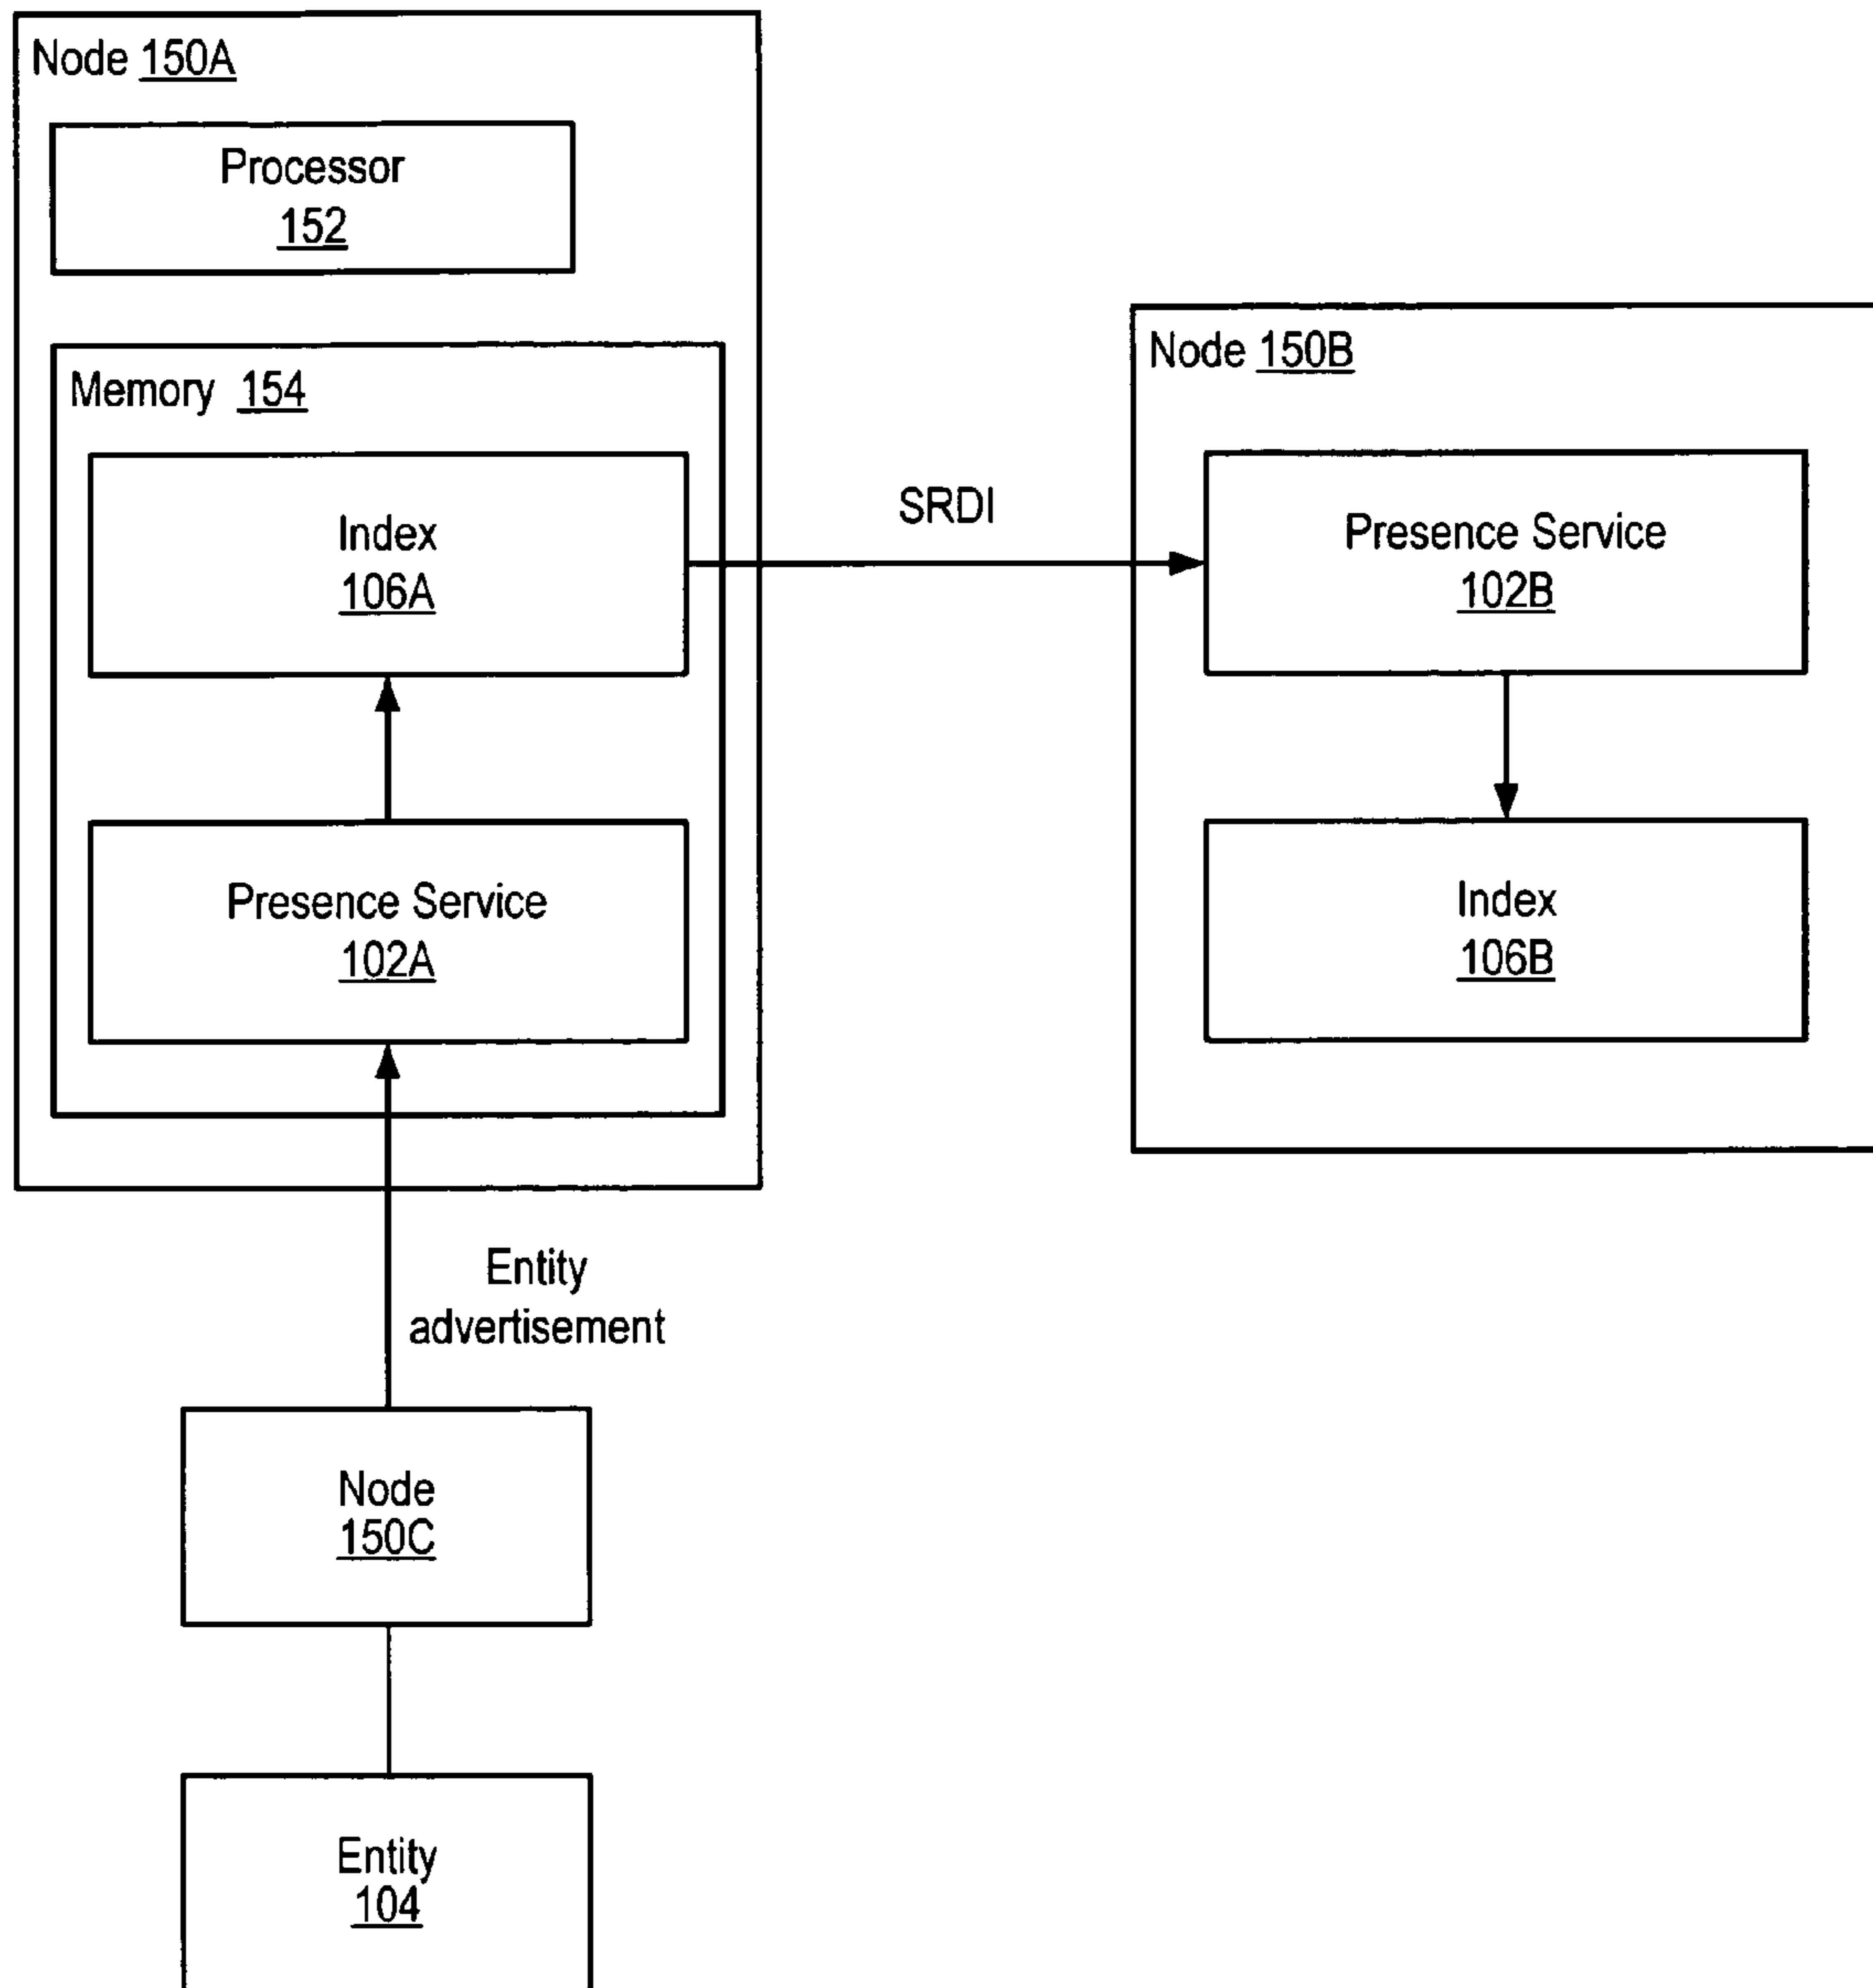 Node 150A
Processor
152
Memory 154
Index
106A
Presence Service
102A
SRDI
Node 150B
Presence Service
102B
Index
106B
Entity
advertisement
Node
150C
Entity
104